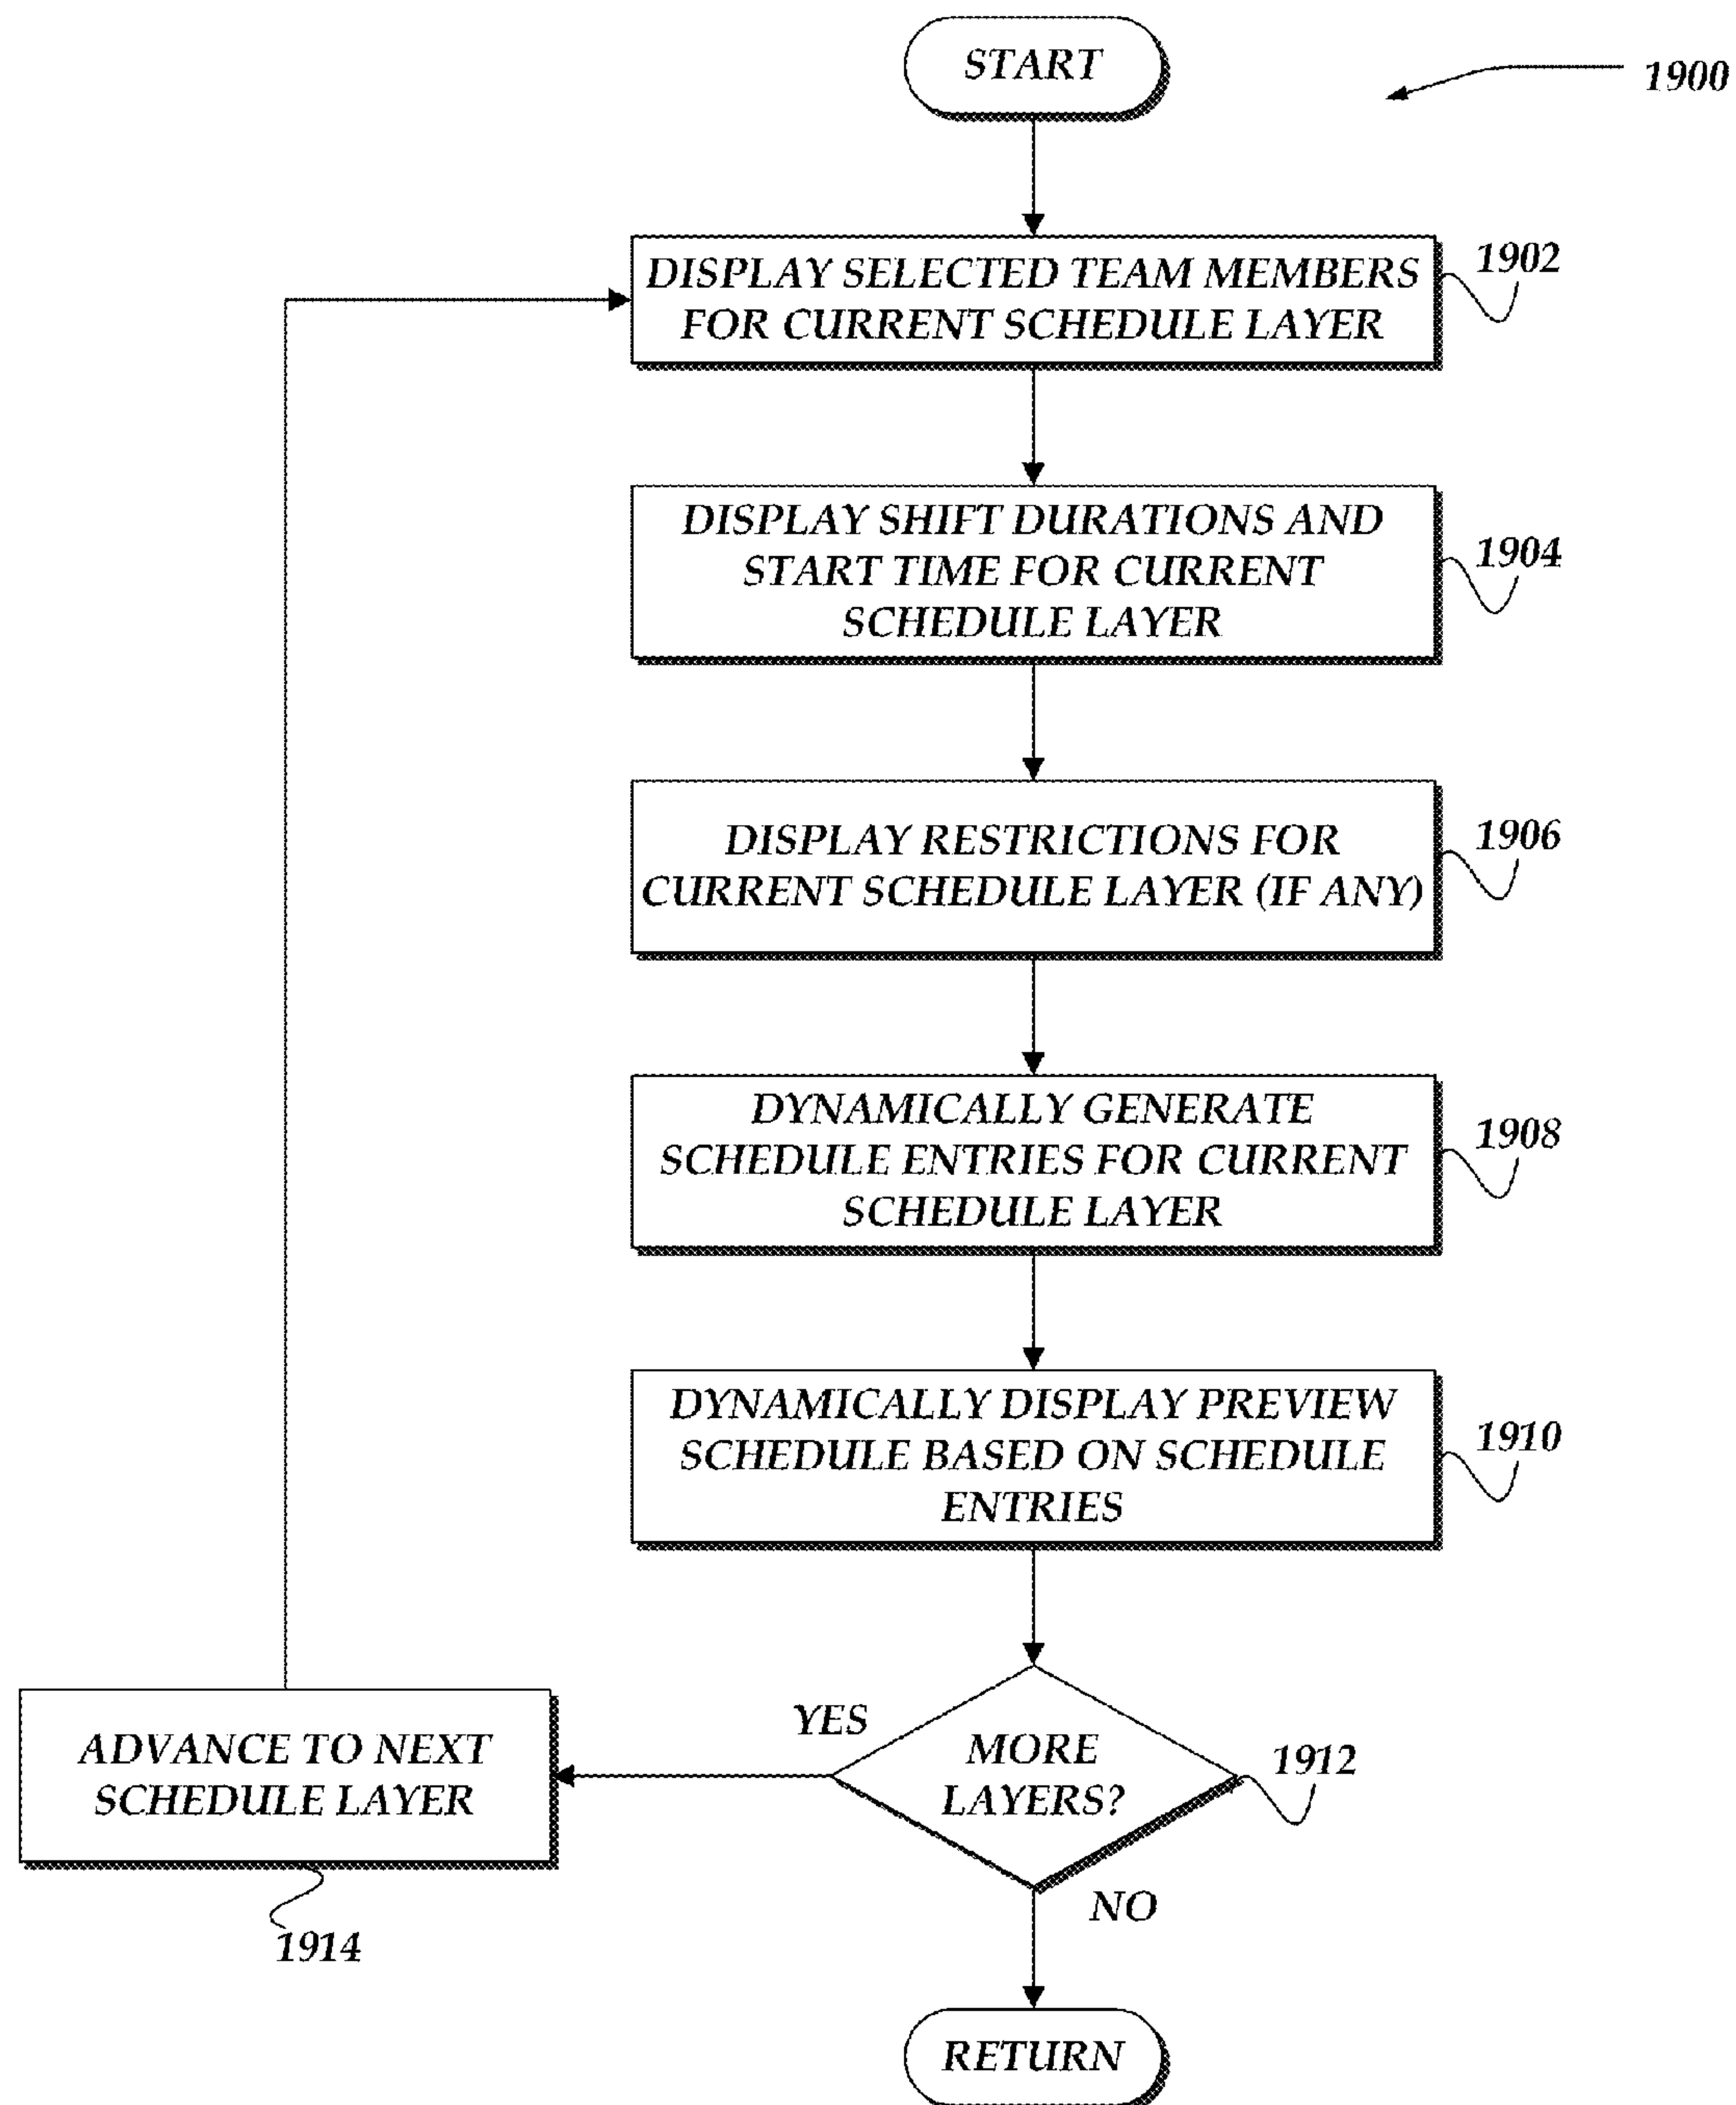 START
1900
DISPLAY SELECTED TEAM MEMBERS
FOR CURRENT SCHEDULE LAYER
1902
DISPLAY SHIFT DURATIONS AND
START TIME FOR CURRENT
SCHEDULE LAYER
1904
DISPLAY RESTRICTIONS FOR
CURRENT SCHEDULE LAYER (IF ANY)
1906
DYNAMICALLY GENERATE
SCHEDULE ENTRIES FOR CURRENT
SCHEDULE LAYER
1908
DYNAMICALLY DISPLAY PREVIEW
SCHEDULE BASED ON SCHEDULE
ENTRIES
1910
MORE
LAYERS?
1912
YES
ADVANCE TO NEXT
SCHEDULE LAYER
1914
NO
RETURN